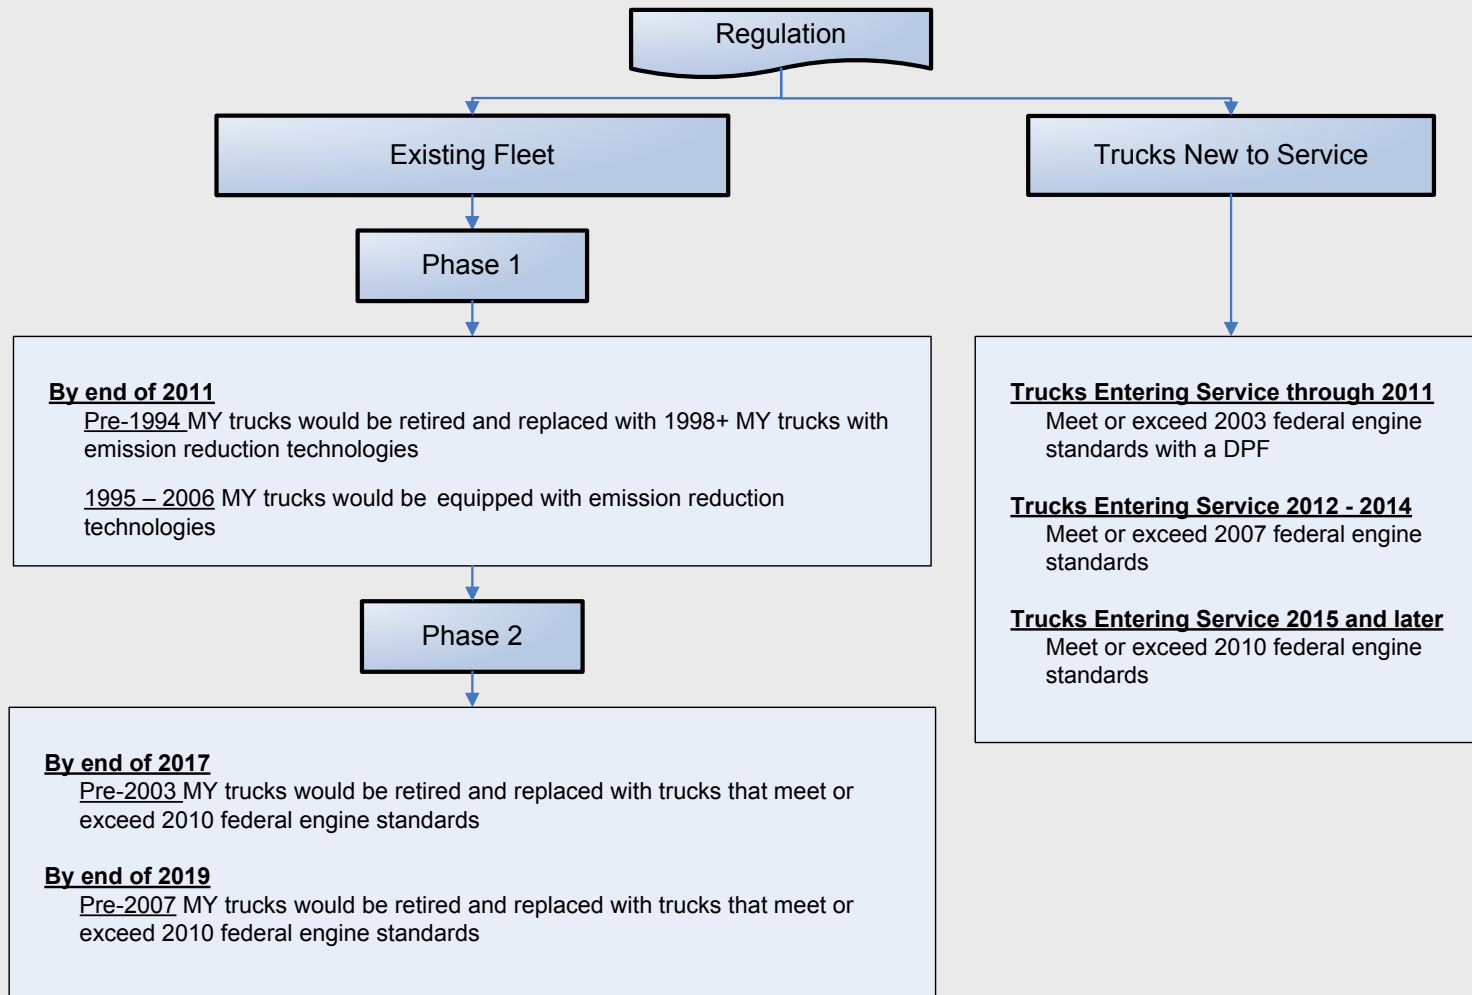 Regulation
Existing Fleet
Trucks New to Service
Phase 1
By end of 2011
Pre-1994 MY trucks would be retired and replaced with 1998+ MY trucks with
emission reduction technologies
1995 – 2006 MY trucks would be equipped with emission reduction
technologies
Phase 2
By end of 2017
Pre-2003 MY trucks would be retired and replaced with trucks that meet or
exceed 2010 federal engine standards
By end of 2019
Pre-2007 MY trucks would be retired and replaced with trucks that meet or
exceed 2010 federal engine standards
Trucks Entering Service through 2011
Meet or exceed 2003 federal engine
standards with a DPF
Trucks Entering Service 2012 - 2014
Meet or exceed 2007 federal engine
standards
Trucks Entering Service 2015 and later
Meet or exceed 2010 federal engine
standards